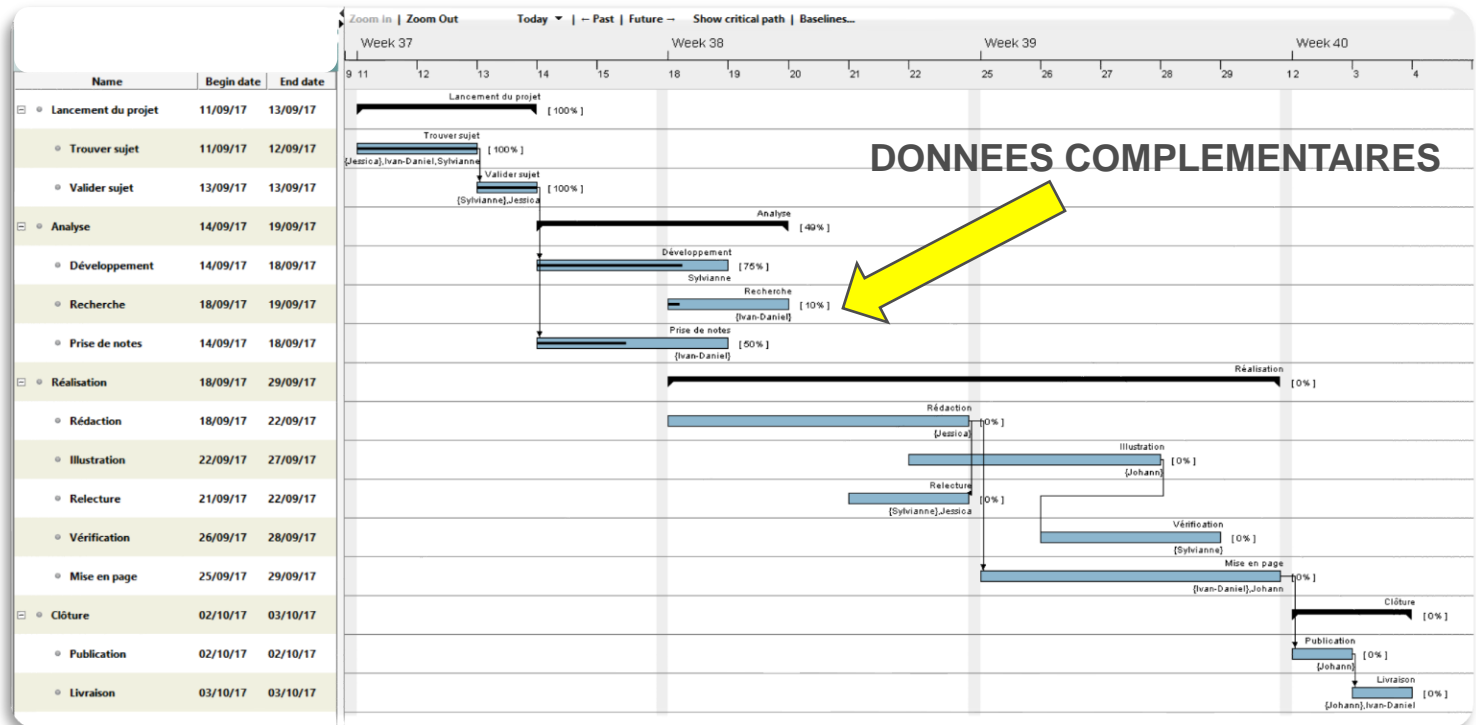 Zoom In | Zoom Out Today | ← Past | Future → Show critical path | Baselines...
Week 37 Week 38 Week 39 Week 40
Name Begin date End date 9 11 12 13 14 15 18 19 20 21 22 25 26 27 28 29 1 2 3 4
Lancement du projet 11/09/17 13/09/17
Lancement du projet
[ 100% ]
Trouver sujet 11/09/17 12/09/17
Trouver sujet
[ 100% ]
{Jessica},Ivan-Daniel,Sylvianne
DONNEES COMPLEMENTAIRES
Valider sujet 13/09/17 13/09/17
Valider sujet
[ 100% ]
{Sylvianne},Jessica
Analyse 14/09/17 19/09/17
Analyse
[ 49% ]
Développement 14/09/17 18/09/17
Développement
[ 75% ]
Sylvianne
Recherche 18/09/17 19/09/17
Recherche
[ 10% ]
{Ivan-Daniel}
Prise de notes 14/09/17 18/09/17
Prise de notes
[ 50% ]
{Ivan-Daniel}
Réalisation 18/09/17 29/09/17
Réalisation
[ 0% ]
Rédaction 18/09/17 22/09/17
Rédaction
[ 0% ]
{Jessica}
Illustration 22/09/17 27/09/17
Illustration
[ 0% ]
{Johann}
Relecture 21/09/17 22/09/17
Relecture
[ 0% ]
{Sylvianne},Jessica
Vérification 26/09/17 28/09/17
Vérification
[ 0% ]
{Sylvianne}
Mise en page 25/09/17 29/09/17
Mise en page
[ 0% ]
{Ivan-Daniel},Johann
Clôture 02/10/17 03/10/17
Clôture
[ 0% ]
Publication 02/10/17 02/10/17
Publication
[ 0% ]
{Johann}
Livraison 03/10/17 03/10/17
Livraison
[ 0% ]
{Johann},Ivan-Daniel